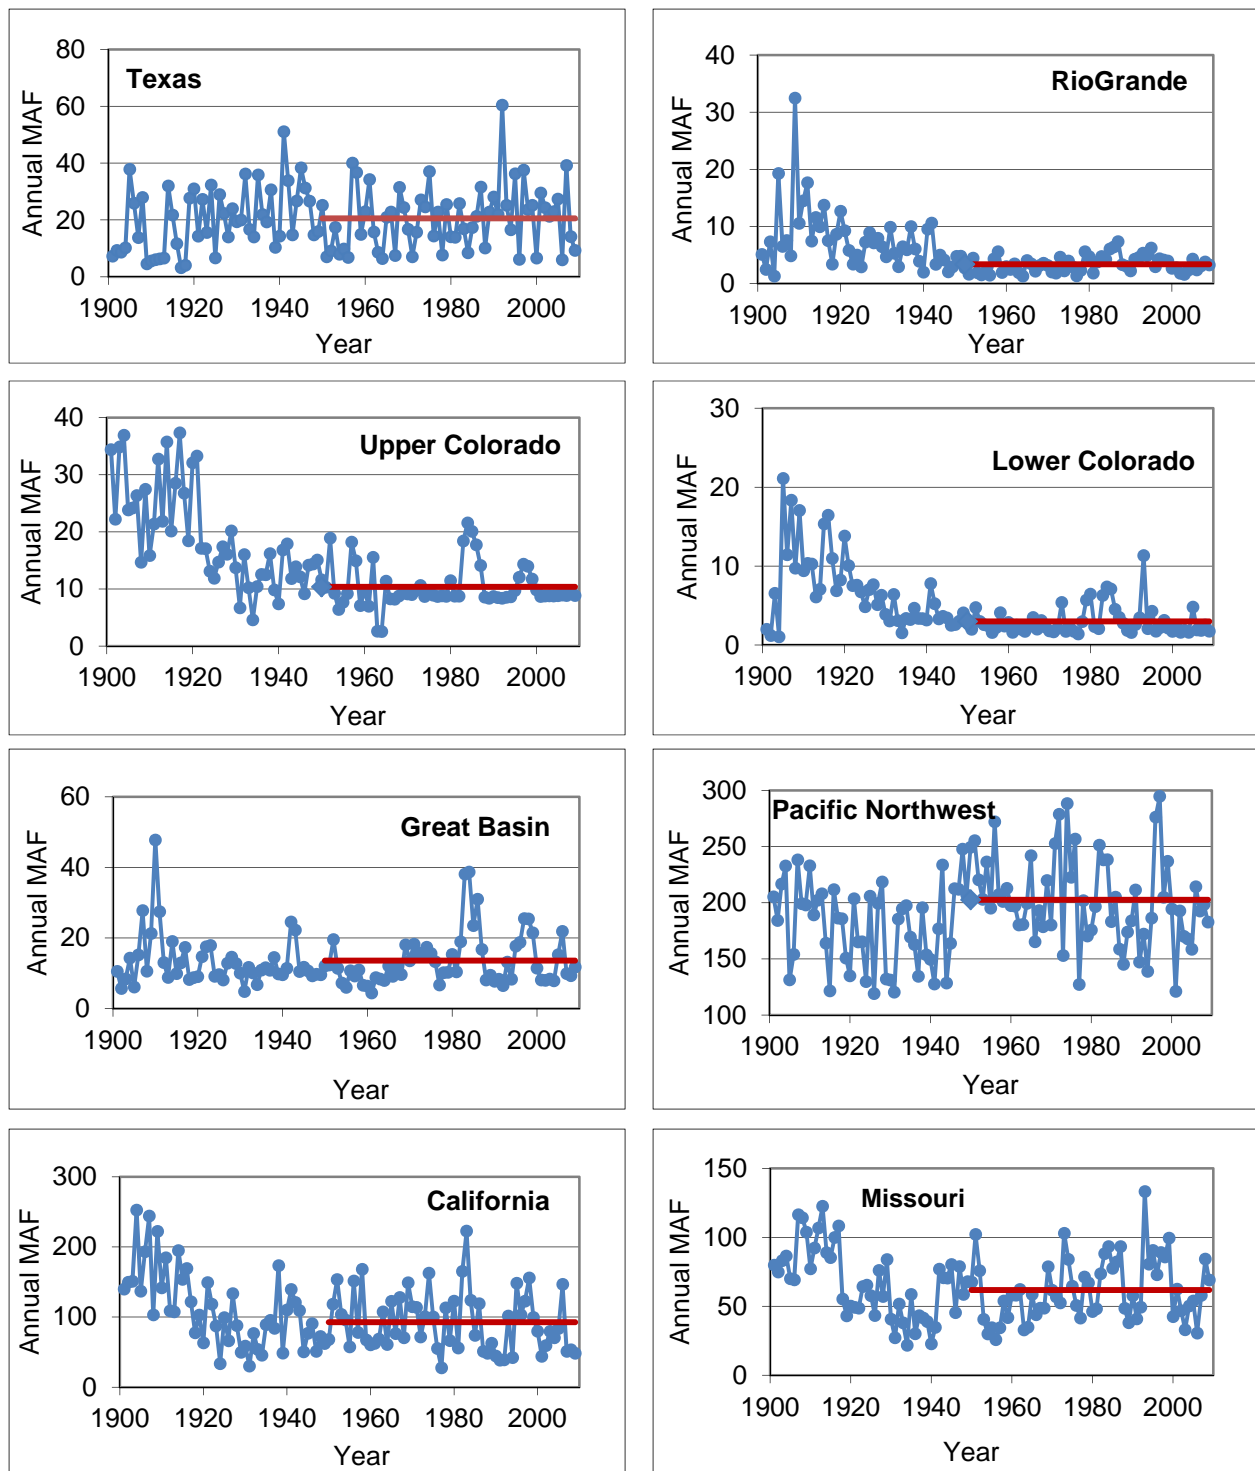 Texas
Annual MAF
80
60
40
20
0
1900 1920 1940 1960 1980 2000
Year
RioGrande
Annual MAF
40
30
20
10
0
1900 1920 1940 1960 1980 2000
Year
Upper Colorado
Annual MAF
40
30
20
10
0
1900 1920 1940 1960 1980 2000
Year
Lower Colorado
Annual MAF
30
20
10
0
1900 1920 1940 1960 1980 2000
Year
Great Basin
Annual MAF
60
40
20
0
1900 1920 1940 1960 1980 2000
Year
Pacific Northwest
Annual MAF
300
250
200
150
100
1900 1920 1940 1960 1980 2000
Year
California
Annual MAF
300
200
100
0
1900 1920 1940 1960 1980 2000
Year
Missouri
Annual MAF
150
100
50
0
1900 1920 1940 1960 1980 2000
Year